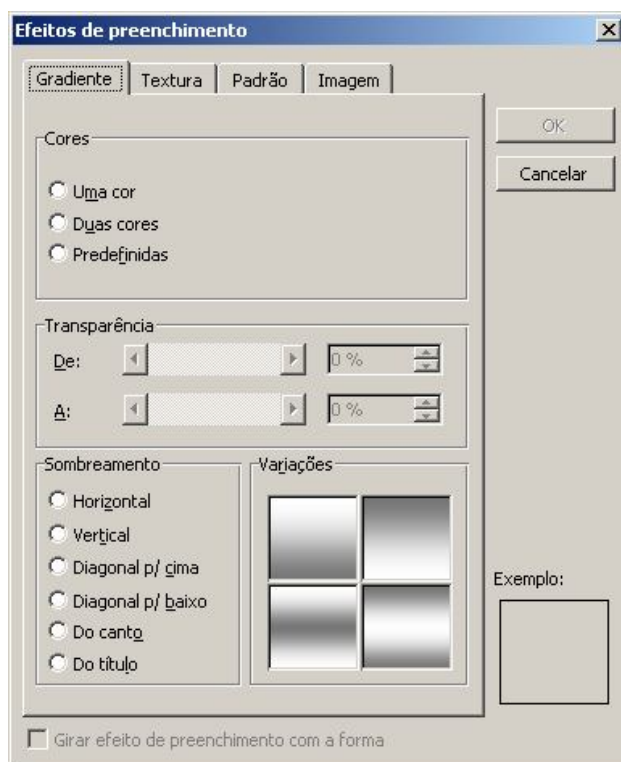 Efeitos de preenchimento
Gradiente Textura Padrão Imagem
OK
Cancelar
Cores
Uma cor
Duas cores
Predefinidas
Transparência
De: 0 %
A: 0 %
Sombreamento
Horizontal
Vertical
Diagonal p/ cima
Diagonal p/ baixo
Do canto
Do título
Variações
Exemplo:
Girar efeito de preenchimento com a forma